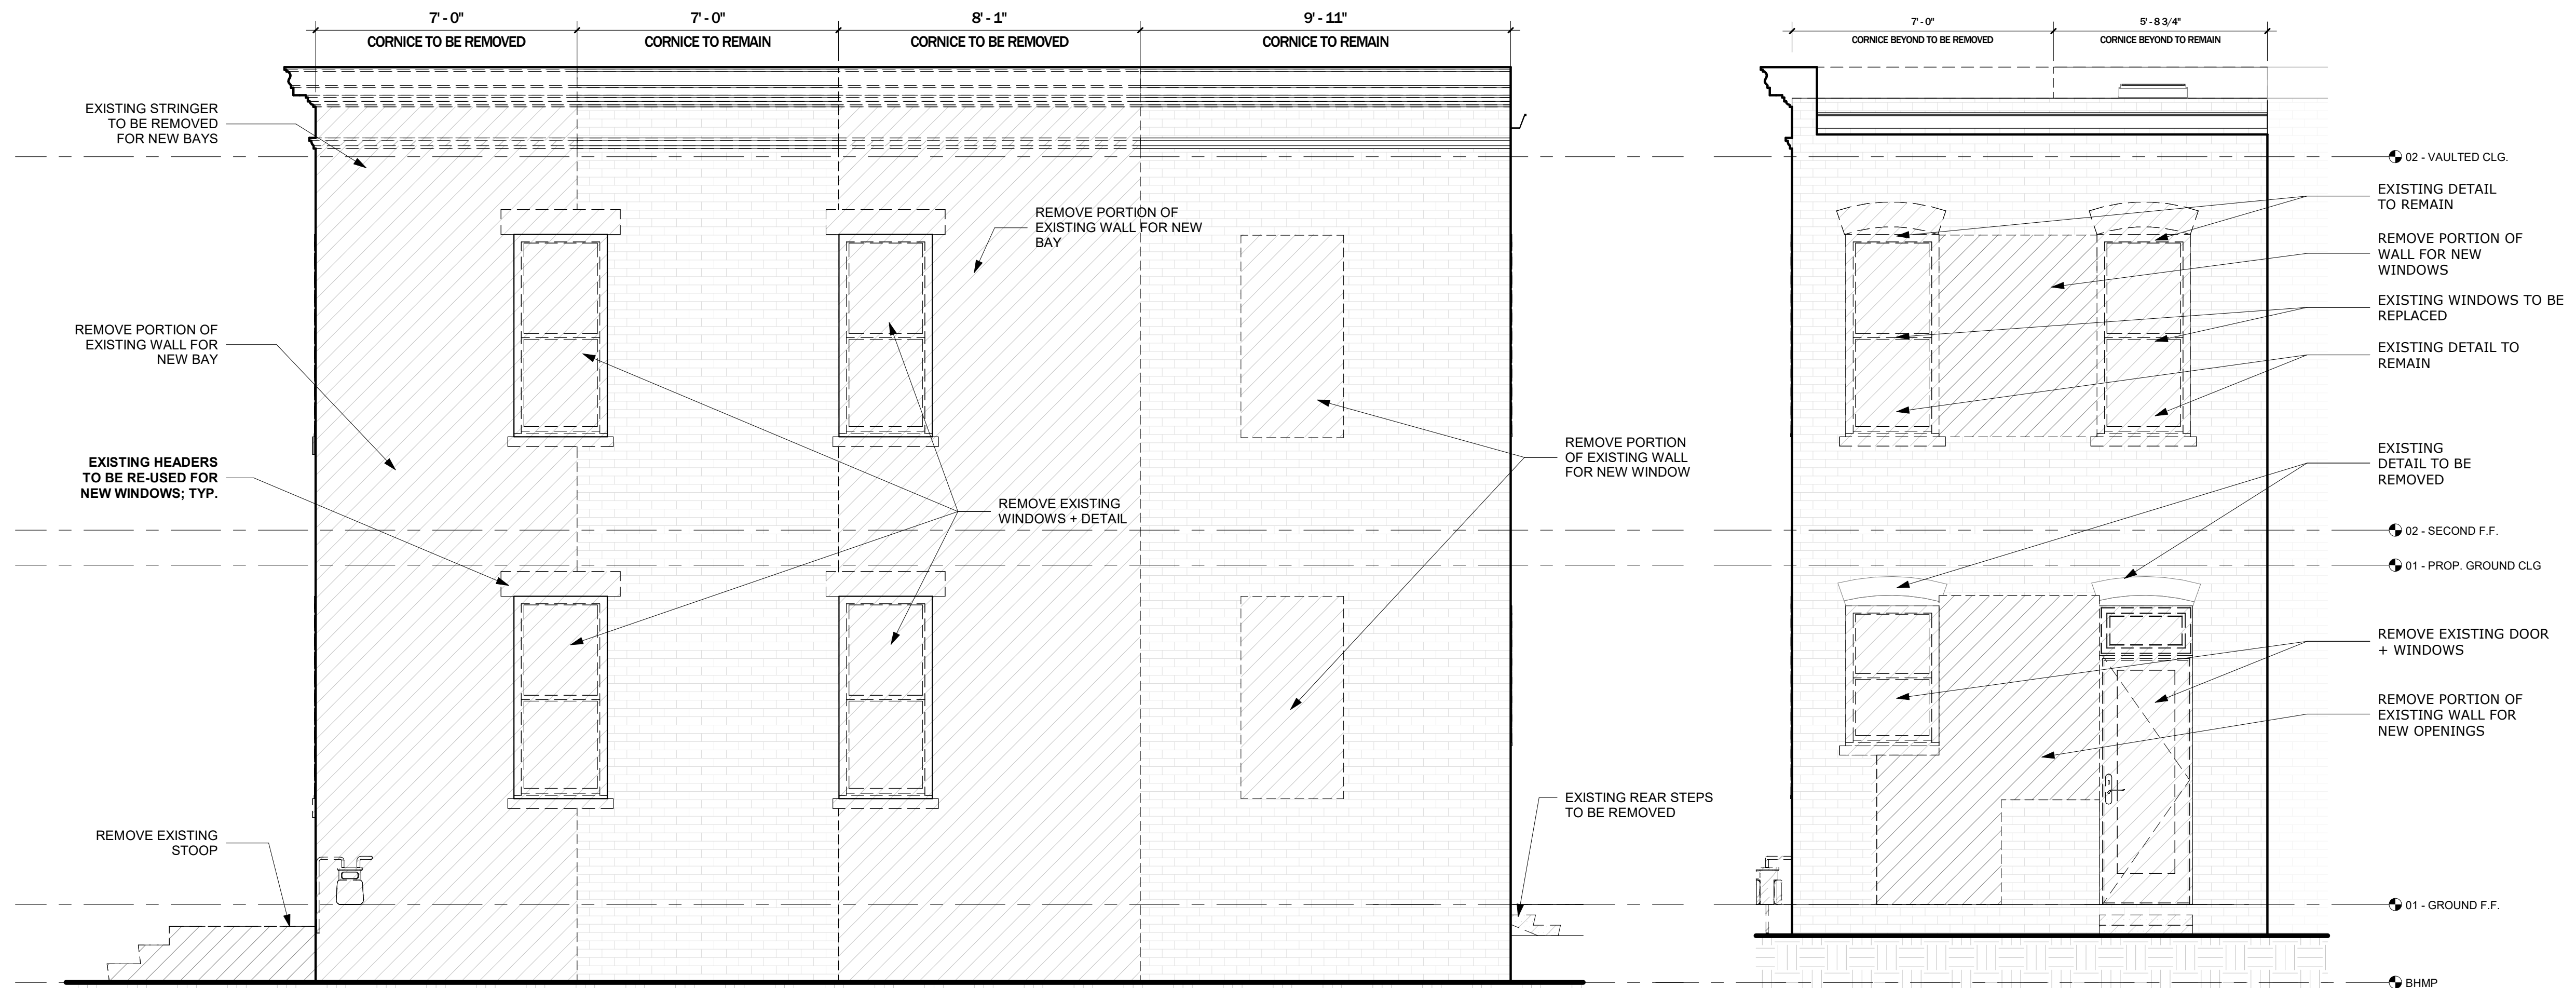 7' - 0"
7' - 0"
8' - 1"
9' - 11"
CORNICE TO BE REMOVED
CORNICE TO REMAIN
CORNICE TO BE REMOVED
CORNICE TO REMAIN
EXISTING STRINGER
TO BE REMOVED
FOR NEW BAYS
REMOVE PORTION OF
EXISTING WALL FOR
NEW BAY
EXISTING HEADERS
TO BE RE-USED FOR
NEW WINDOWS; TYP.
REMOVE EXISTING
STOOP
REMOVE PORTION OF
EXISTING WALL FOR NEW
BAY
REMOVE EXISTING
WINDOWS + DETAIL
REMOVE PORTION
OF EXISTING WALL
FOR NEW WINDOW
EXISTING REAR STEPS
TO BE REMOVED
7' - 0"
5' - 8 3/4"
CORNICE BEYOND TO BE REMOVED
CORNICE BEYOND TO REMAIN
02 - VAULTED CLG.
EXISTING DETAIL
TO REMAIN
REMOVE PORTION OF
WALL FOR NEW
WINDOWS
EXISTING WINDOWS TO BE
REPLACED
EXISTING DETAIL TO
REMAIN
EXISTING
DETAIL TO BE
REMOVED
02 - SECOND F.F.
01 - PROP. GROUND CLG
REMOVE EXISTING DOOR
+ WINDOWS
REMOVE PORTION OF
EXISTING WALL FOR
NEW OPENINGS
01 - GROUND F.F.
BHMP